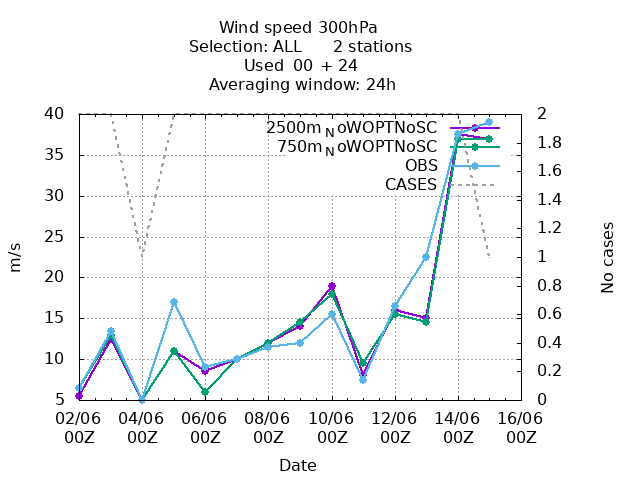 Wind speed 300hPa
Selection: ALL 2 stations
Used 00 + 24
Averaging window: 24h
40
35
30
25
20
15
10
5
m/s
2500m_NoWOPTNoSC
750m_NoWOPTNoSC
OBS
CASES
2
1.8
1.6
1.4
1.2
1
0.8
0.6
0.4
0.2
0
No cases
02/06 04/06 06/06 08/06 10/06 12/06 14/06 16/06
00Z 00Z 00Z 00Z 00Z 00Z 00Z 00Z
Date